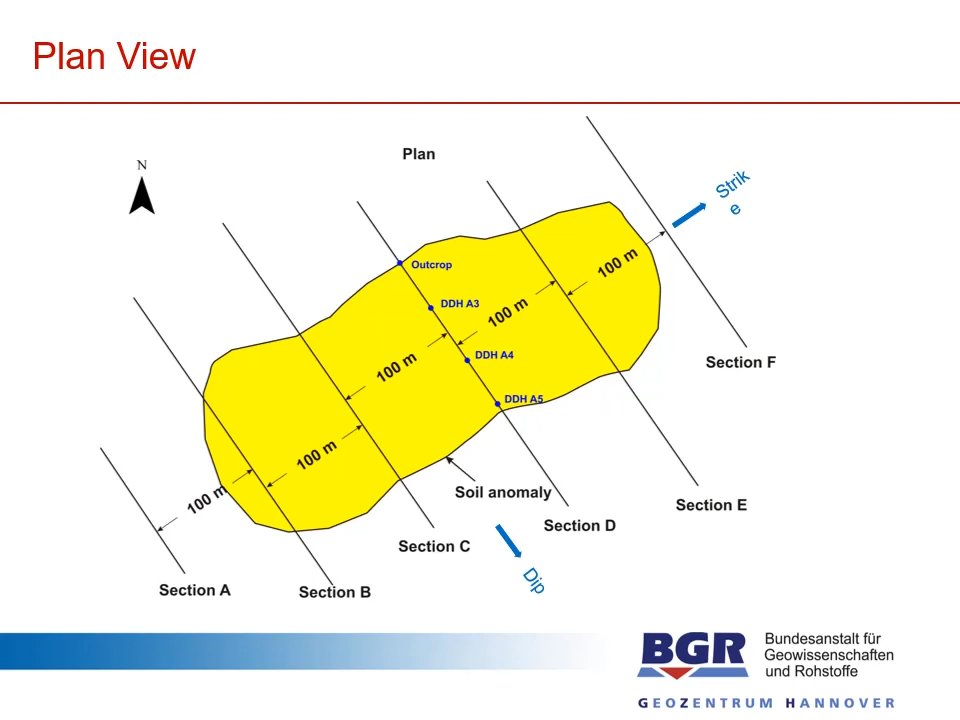 Plan View
N
Plan
Strik
e
Outcrop
100 m
DDH A3
100 m
DDH A4
Section F
100 m
DDH A5
100 m
100 m
Soil anomaly
Section E
Section D
Section C
Dip
Section A
Section B
BGR
Bundesanstalt für
Geowissenschaften
und Rohstoffe
GEOZENTRUM HANNOVER